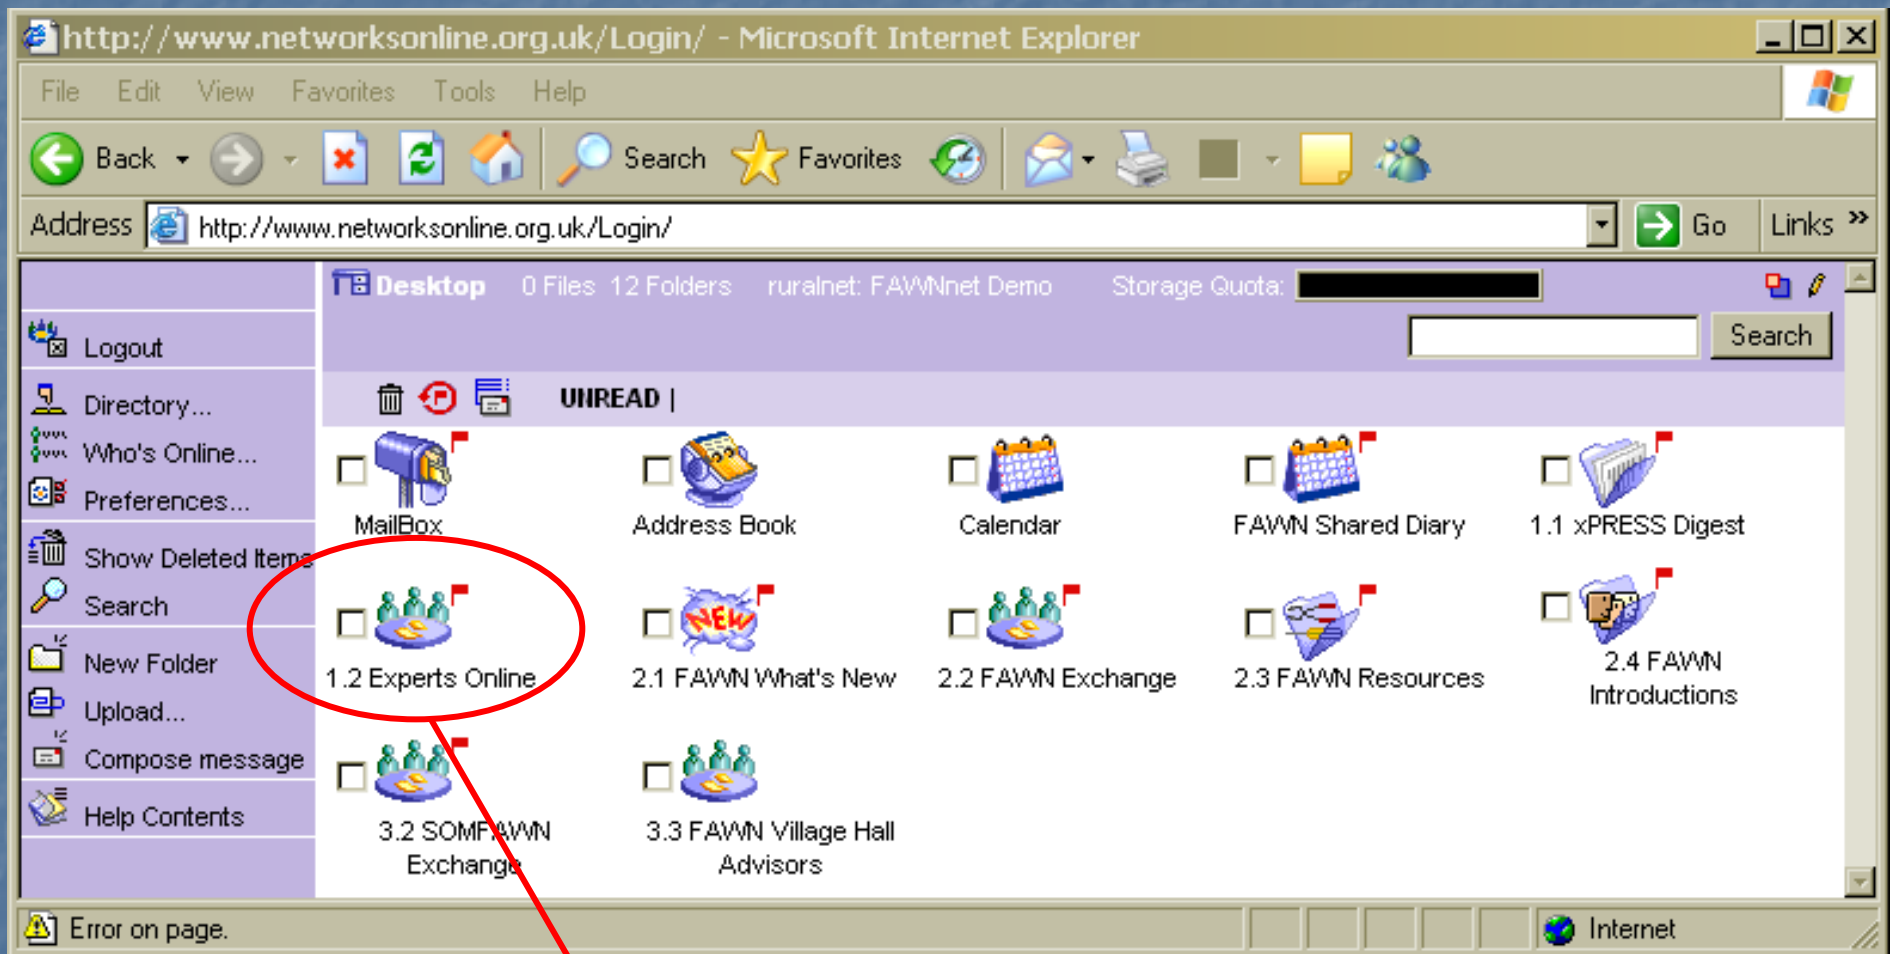 http://www.networksonline.org.uk/Login/ - Microsoft Internet Explorer
File Edit View Favorites Tools Help
Back Search Favorites
Address http://www.networksonline.org.uk/Login/ Go Links »
Desktop 0 Files 12 Folders ruralnet: FAWNnet Demo Storage Quota:
Search
Logout
UNREAD |
Directory...
Who's Online...
Preferences...
Show Deleted Items
Search
New Folder
Upload...
Compose message
Help Contents
MailBox
Address Book
Calendar
FAWN Shared Diary
1.1 xPRESS Digest
1.2 Experts Online
NEW
2.1 FAWN What's New
2.2 FAWN Exchange
2.3 FAWN Resources
2.4 FAWN
Introductions
3.2 SOMFAWN
Exchange
3.3 FAWN Village Hall
Advisors
Error on page.
Internet